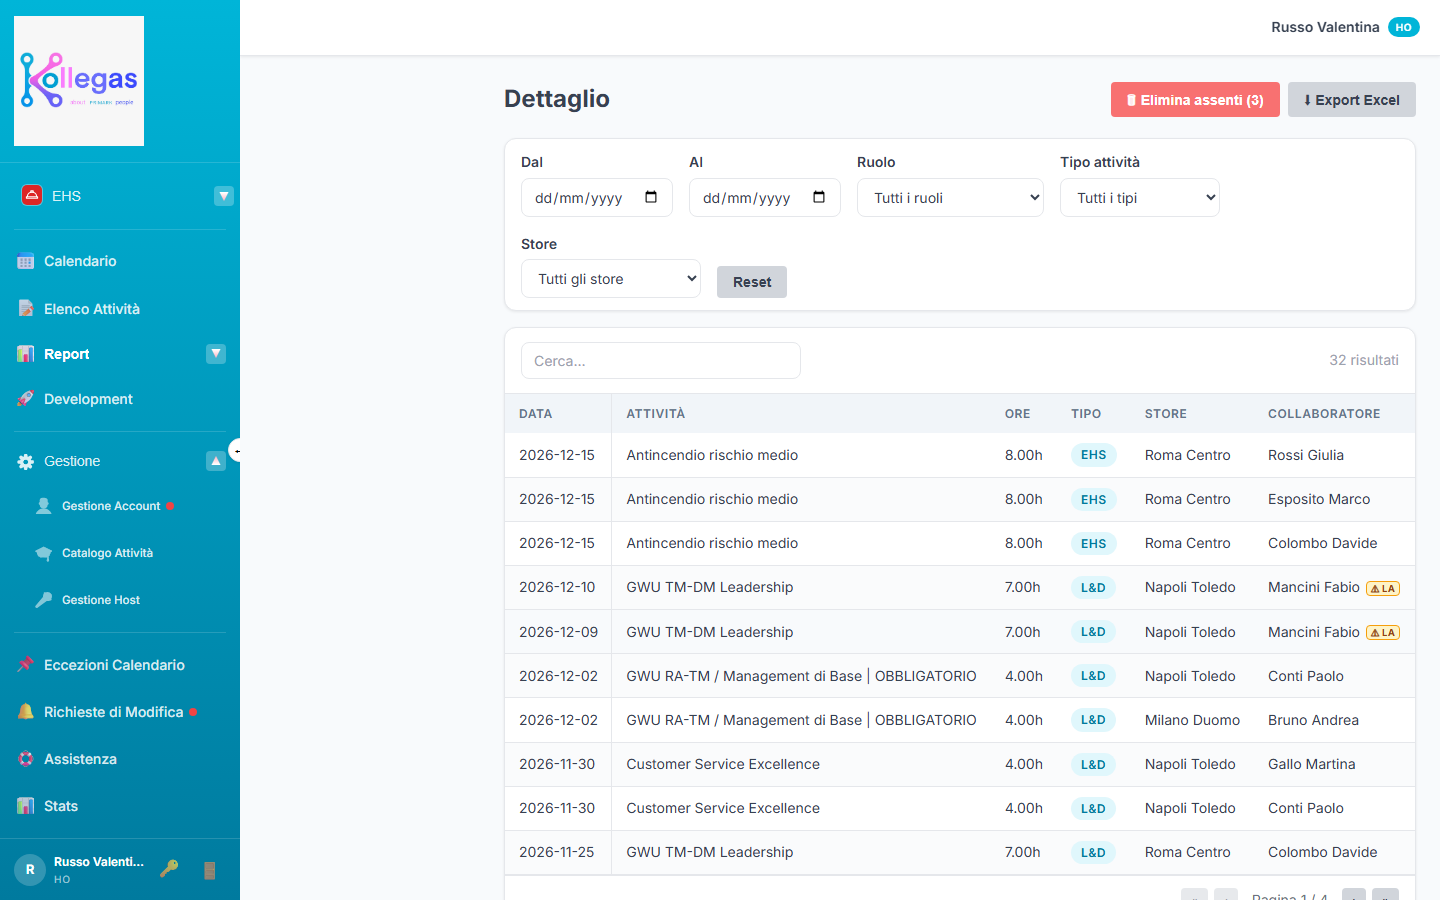 Kollegas
about PRIMARK people
EHS
Calendario
Elenco Attività
Report
Development
Gestione
Gestione Account
Catalogo Attività
Gestione Host
Eccezioni Calendario
Richieste di Modifica
Assistenza
Stats
R
Russo Valenti...
HO
Russo Valentina HO
Dettaglio
Elimina assenti (3)
Export Excel
Dal Al Ruolo Tipo attività
dd/mm/yyyy dd/mm/yyyy Tutti i ruoli Tutti i tipi
Store
Tutti gli store Reset
Cerca... 32 risultati
DATA ATTIVITÀ ORE TIPO STORE COLLABORATORE
2026-12-15 Antincendio rischio medio 8.00h EHS Roma Centro Rossi Giulia
2026-12-15 Antincendio rischio medio 8.00h EHS Roma Centro Esposito Marco
2026-12-15 Antincendio rischio medio 8.00h EHS Roma Centro Colombo Davide
2026-12-10 GWU TM-DM Leadership 7.00h L&D Napoli Toledo Mancini Fabio ⚠ LA
2026-12-09 GWU TM-DM Leadership 7.00h L&D Napoli Toledo Mancini Fabio ⚠ LA
2026-12-02 GWU RA-TM / Management di Base | OBBLIGATORIO 4.00h L&D Napoli Toledo Conti Paolo
2026-12-02 GWU RA-TM / Management di Base | OBBLIGATORIO 4.00h L&D Milano Duomo Bruno Andrea
2026-11-30 Customer Service Excellence 4.00h L&D Napoli Toledo Gallo Martina
2026-11-30 Customer Service Excellence 4.00h L&D Napoli Toledo Conti Paolo
2026-11-25 GWU TM-DM Leadership 7.00h L&D Roma Centro Colombo Davide
Pagina 1 / 4